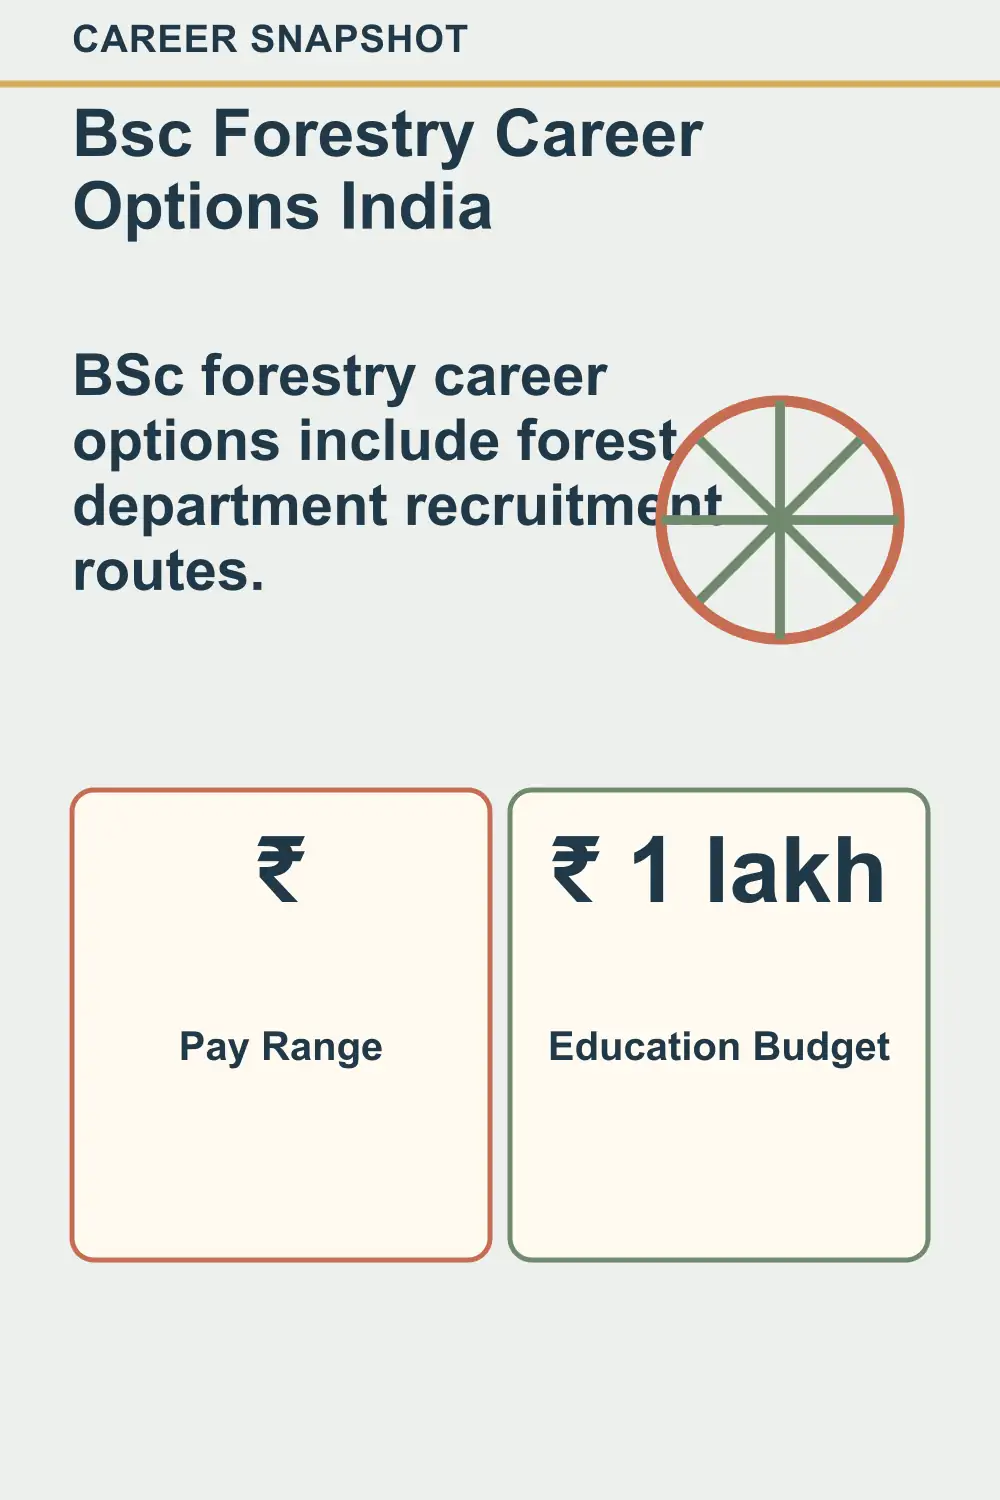 CAREER SNAPSHOT
Bsc Forestry Career
Options India
BSc forestry career
options include forest
department recruitment
routes.
₹
₹ 1 lakh
Pay Range
Education Budget